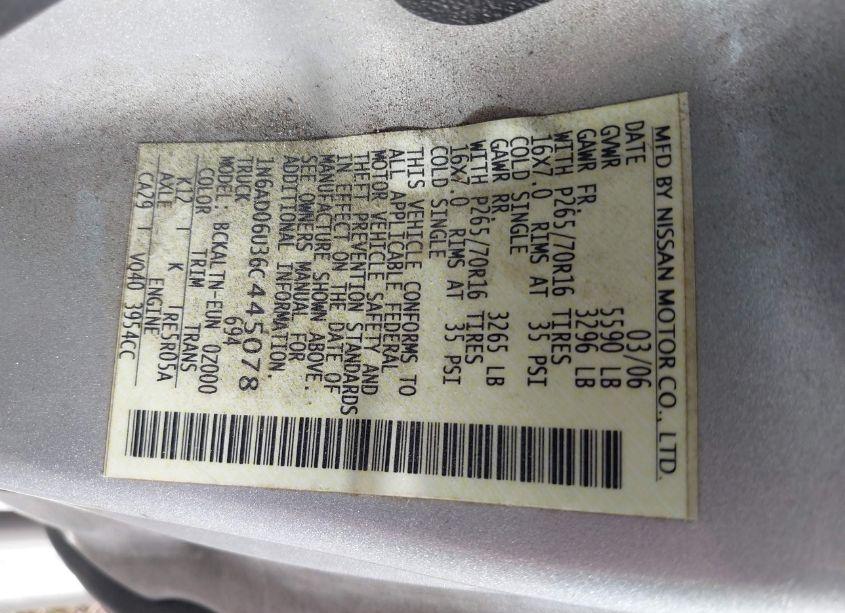 MFD BY NISSAN MOTOR CO., LTD.
DATE 03/06
GVWR 5590 LB
GAWR FR. 3296 LB
WITH P265/70R16 TIRES
16X7.0 RIMS AT 35 PSI
COLD SINGLE
GAWR RR. 3265 LB
WITH P265/70R16 TIRES
16X7.0 RIMS AT 35 PSI
COLD SINGLE
THIS VEHICLE CONFORMS TO
ALL APPLICABLE FEDERAL
MOTOR VEHICLE SAFETY AND
THEFT PREVENTION STANDARDS
IN EFFECT ON THE DATE OF
MANUFACTURE SHOWN ABOVE.
SEE OWNERS MANUAL FOR
ADDITIONAL INFORMATION.
1N6AD06U36C445078
TRUCK 694
MODEL: BCKALTN-EUN QZ000
COLOR TRIM TRANS
K12 K RE5R05A
AXLE ENGINE
CA29 VQ40 3954CC